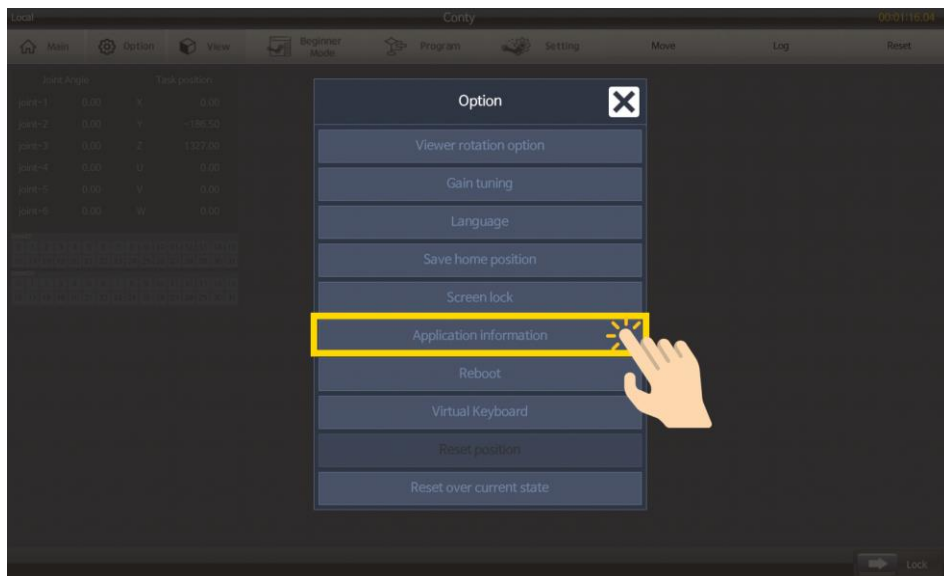 Local
Conty
00:01:16.04
Main
Option
View
Beginner
Mode
Program
Setting
Move
Log
Reset
Joint Angle
Task position
joint-1 0.00 X 0.00
joint-2 0.00 Y -186.50
joint-3 0.00 Z 1327.00
joint-4 0.00 U 0.00
joint-5 0.00 V 0.00
joint-6 0.00 W 0.00
Option
Viewer rotation option
Gain tuning
Language
Save home position
Screen lock
Application information
Reboot
Virtual Keyboard
Reset position
Reset over current state
Lock